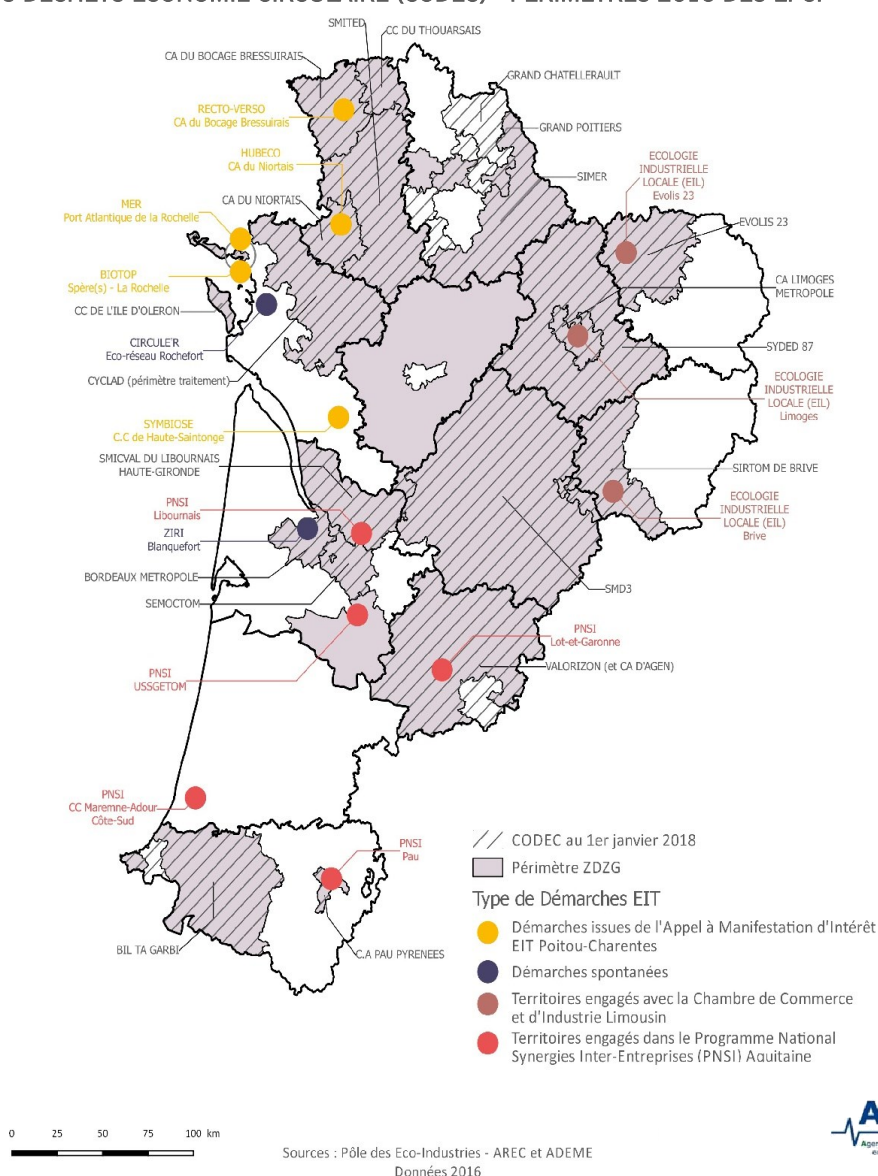 SMITED
CC DU THOUARSAIS
CA DU BOCAGE BRESSUIRAIS
GRAND CHATELLERAULT
RECTO-VERSO
CA du Bocage Bressuirais
GRAND POITIERS
HUBECO
CA du Niortais
ECOLOGIE
INDUSTRIELLE
LOCALE (EIL)
Evolis 23
SIMER
CA DU NIORTAIS
MER
Port Atlantique de la Rochelle
EVOLIS 23
BIOTOP
Spère(s) - La Rochelle
CA LIMOGES
METROPOLE
CC DE L'ILE D'OLERON
CIRCULE'R
Eco-réseau Rochefort
SYDED 87
CYCLAD (périmètre traitement)
ECOLOGIE
INDUSTRIELLE
LOCALE (EIL)
Limoges
SYMBIOSE
C.C de Haute-Saintonge
SMICVAL DU LIBOURNAIS
HAUTE-GIRONDE
SIRTOM DE BRIVE
PNSI
Libournais
ECOLOGIE
INDUSTRIELLE
LOCALE (EIL)
Brive
ZIRI
Blanquefort
BORDEAUX METROPOLE
SMD3
SEMOCTOM
PNSI
Lot-et-Garonne
VALORIZON (et CA D'AGEN)
PNSI
USSGETOM
PNSI
CC Maremne-Adour
Côte-Sud
PNSI
Pau
BIL TA GARBI
C.A PAU PYRENEES
CODEC au 1er janvier 2018
Périmètre ZDZG
Type de Démarches EIT
Démarches issues de l'Appel à Manifestation d'Intérêt
EIT Poitou-Charentes
Démarches spontanées
Territoires engagés avec la Chambre de Commerce
et d'Industrie Limousin
Territoires engagés dans le Programme National
Synergies Inter-Entreprises (PNSI) Aquitaine
0 25 50 75 100 km
Sources : Pôle des Eco-Industries - AREC et ADEME
Données 2016